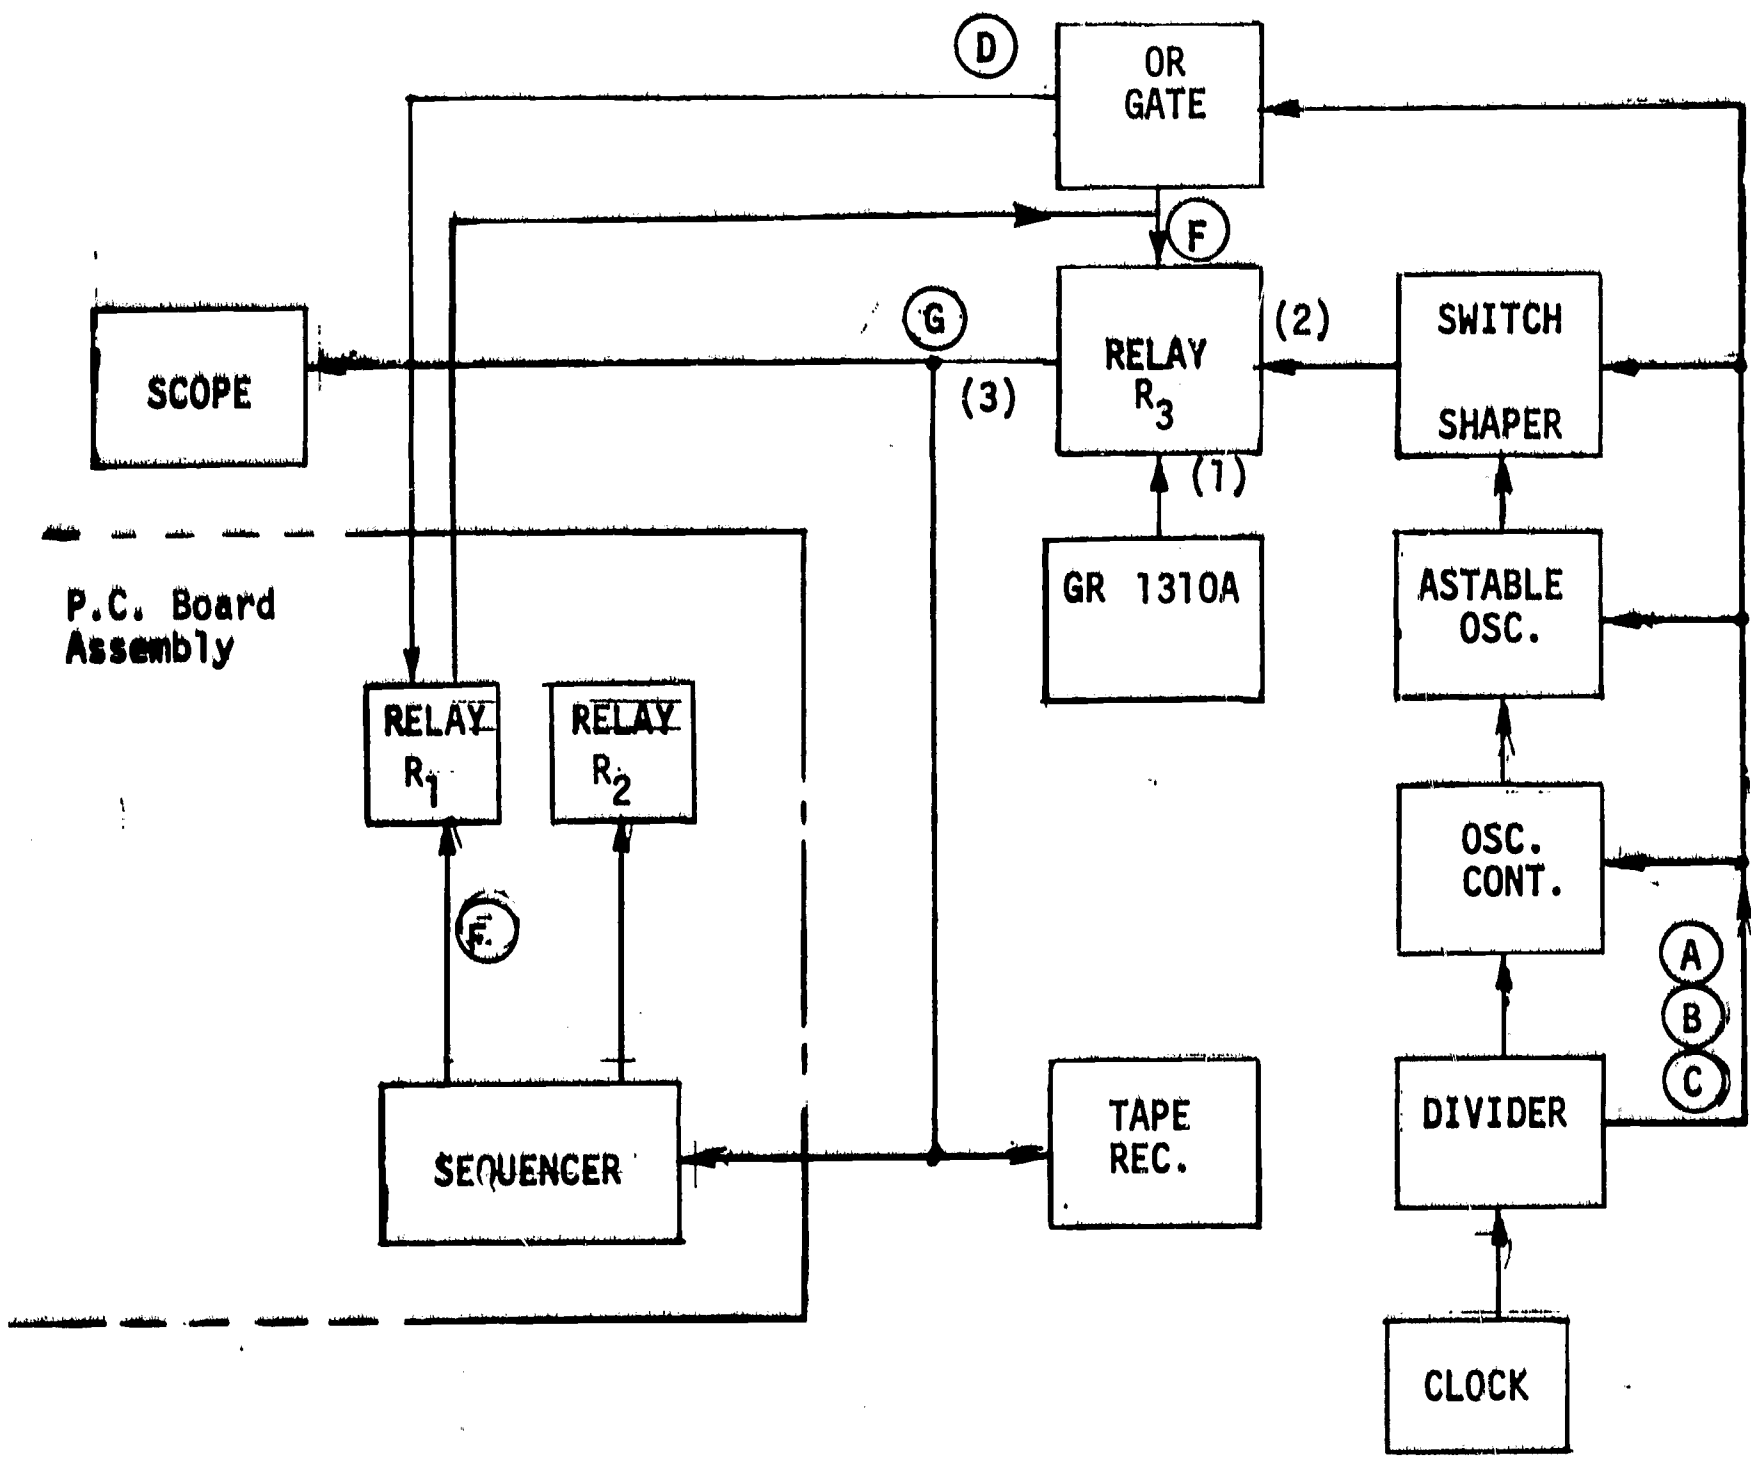 D
OR
GATE
F
G
(2)
SWITCH
SHAPER
RELAY
R3
SCOPE
(3)
(1)
P.C. Board
Assembly
GR 1310A
ASTABLE
OSC.
RELAY
R1
RELAY
R2
OSC.
CONT.
A
B
C
TAPE
REC.
DIVIDER
SEQUENCER
CLOCK